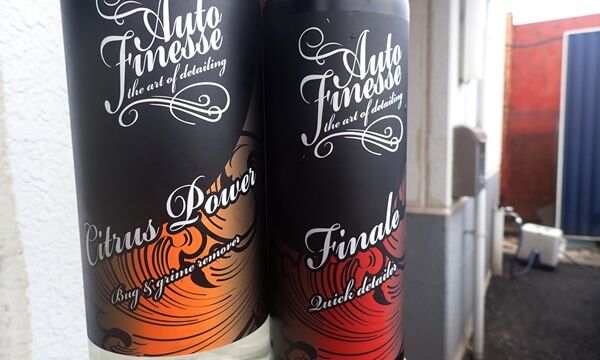 Auto
Finesse
the art of detailing
Citrus Power
Bug & grime remover
Auto
Finesse
the art of detailing
Finale
Quick detailer